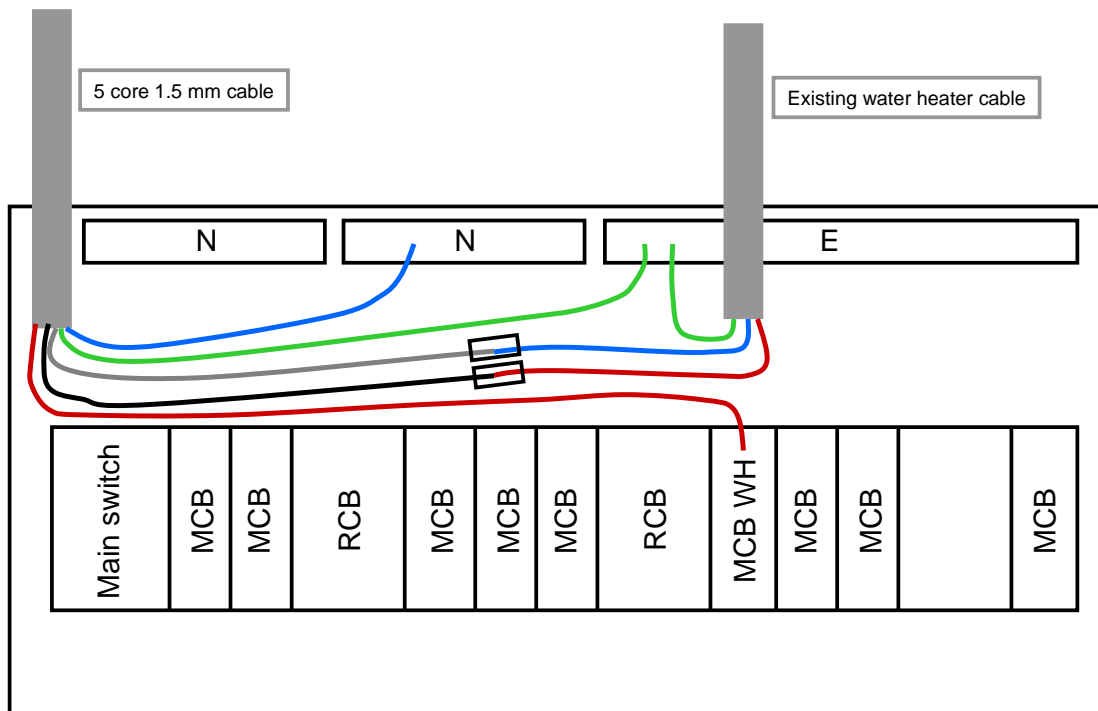 5 core 1.5 mm cable
Existing water heater cable
N
N
E
Main switch
MCB
MCB
RCB
MCB
MCB
MCB
RCB
MCB WH
MCB
MCB
MCB